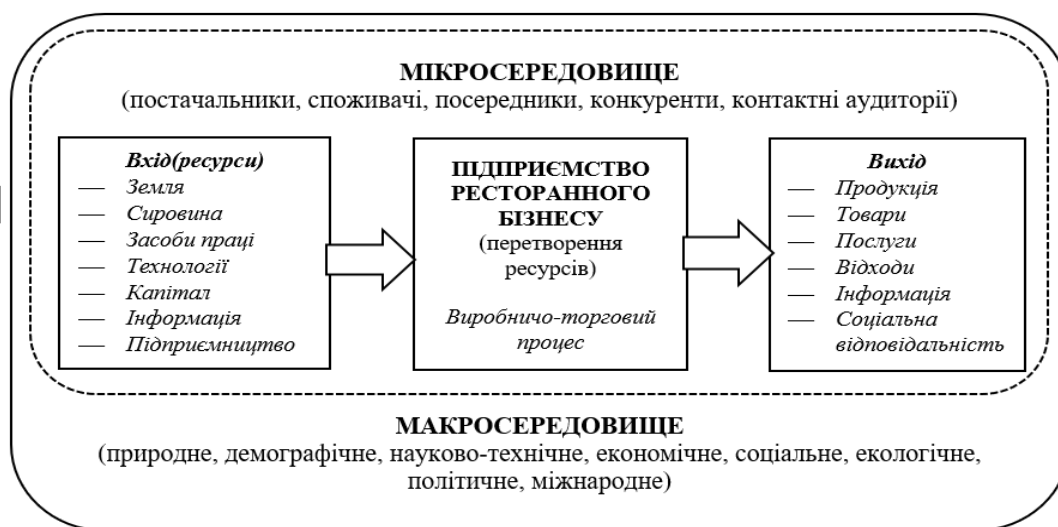 МІКРОСЕРЕДОВИЩЕ
(постачальники, споживачі, посередники, конкуренти, контактні аудиторії)
Вхід(ресурси)
— Земля
— Сировина
— Засоби праці
— Технології
— Капітал
— Інформація
— Підприємництво
ПІДПРИЄМСТВО
РЕСТОРАННОГО
БІЗНЕСУ
(перетворення
ресурсів)
Виробничо-торговий
процес
Вихід
— Продукція
— Товари
— Послуги
— Відходи
— Інформація
— Соціальна
відповідальність
МАКРОСЕРЕДОВИЩЕ
(природне, демографічне, науково-технічне, економічне, соціальне, екологічне,
політичне, міжнародне)